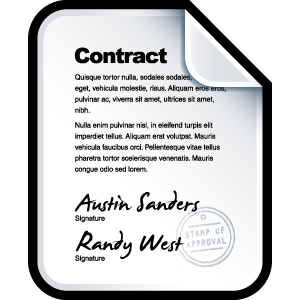 Contract
Quisque tortor nulla, sodales sodales,
eget, vehicula molestie, risus. Aliquam eros eros,
pulvinar ac, viverra sit amet, ultrices sit amet,
nibh.
Nulla enim pulvinar nisl, in eleifend turpis elit
imperdiet tellus. Aliquam erat volutpat. Mauris
vehicula faucibus orci. Pellentesque vitae tellus
pharetra tortor scelerisque venenatis. Mauris
congue odio sed lorem.
Austin Sanders
Signature
Randy West
Signature
STAMP OF
APPROVAL